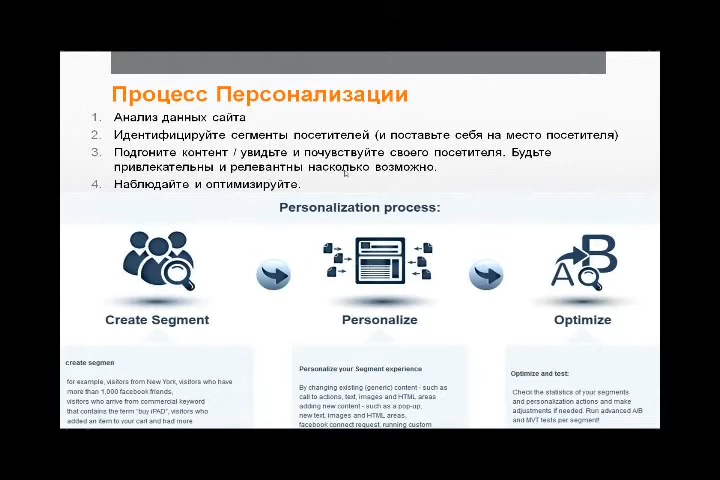 Процесс Персонализации
1. Анализ данных сайта
2. Идентифицируйте сегменты посетителей (и поставьте себя на место посетителя)
3. Подгоните контент / увидьте и почувствуйте своего посетителя. Будьте
привлекательны и релевантны насколько возможно.
4. Наблюдайте и оптимизируйте.
Personalization process:
A B
Create Segment
Personalize
Optimize
create segmen
for example, visitors from New York, visitors who have
more than 1,000 facebook friends,
visitors who arrive from commercial keyword
that contains the term "buy iPAD", visitors who
added an item to your cart and had more
Personalize your Segment experience
By changing existing (generic) content - such as
call to actions, text, images and HTML areas
adding new content - such as a pop-up,
new text, images and HTML areas,
facebook connect request, running custom
Optimize and test:
Check the statistics of your segments
and personalization actions and make
adjustments if needed. Run advanced A/B
and MVT tests per segment!